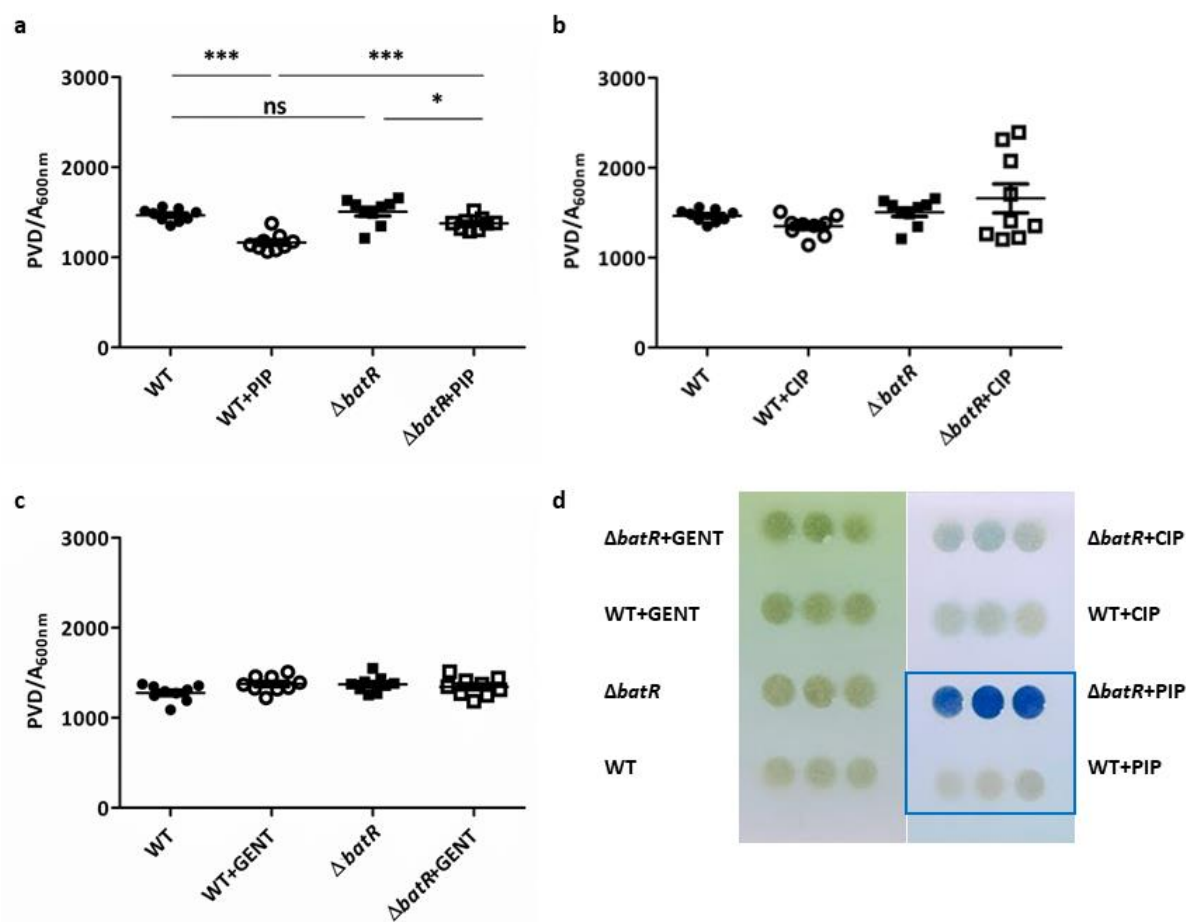 a
***
***
ns
*
3000
2000
1000
0
PVD/A600nm
WT
WT+PIP
ΔbatR
ΔbatR+PIP
b
3000
2000
1000
0
PVD/A600nm
WT
WT+CIP
ΔbatR
ΔbatR+CIP
c
3000
2000
1000
0
PVD/A600nm
WT
WT+GENT
ΔbatR
ΔbatR+GENT
d
ΔbatR+GENT
WT+GENT
ΔbatR
WT
ΔbatR+CIP
WT+CIP
ΔbatR+PIP
WT+PIP